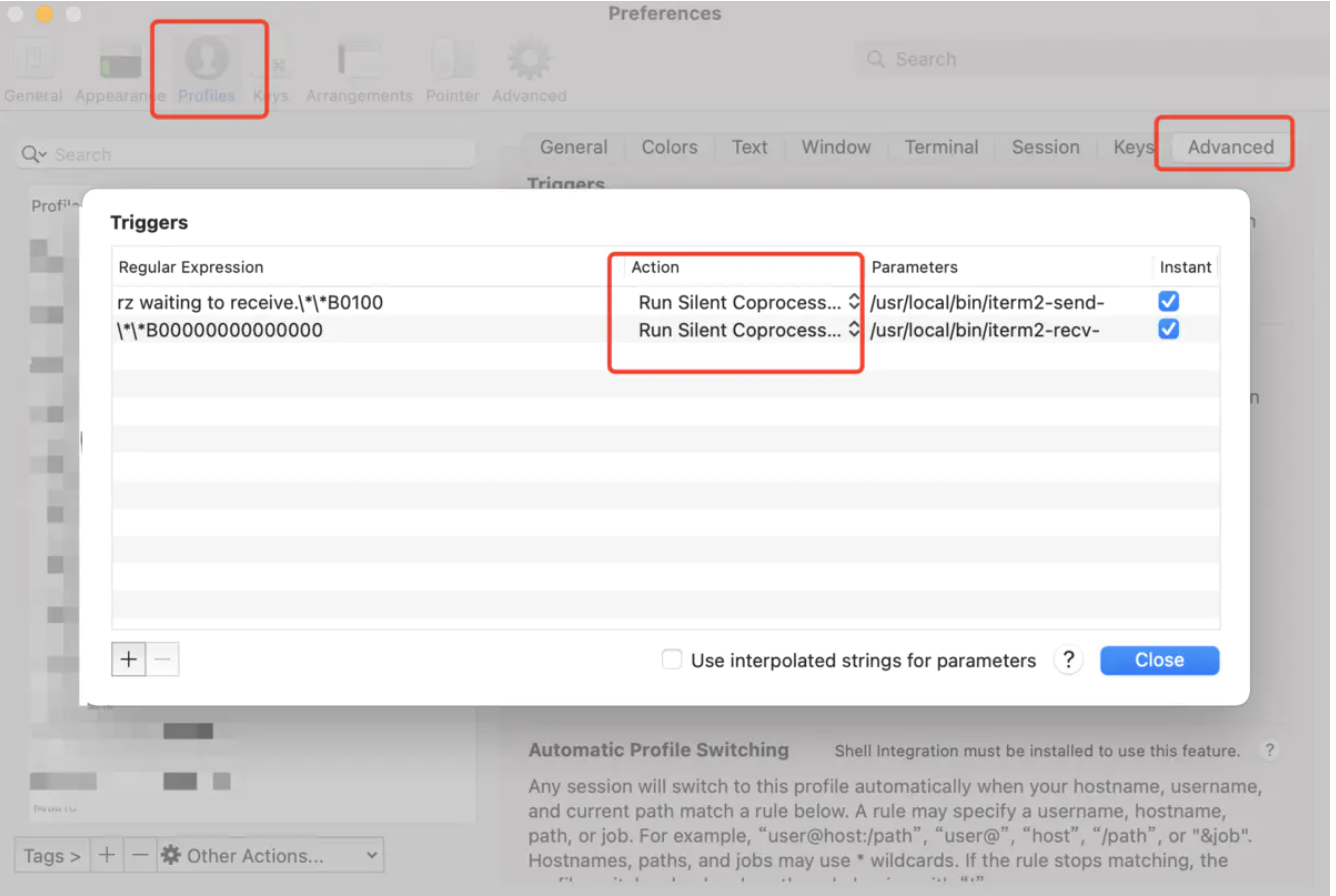 Preferences
General Appearance Profiles Keys Arrangements Pointer Advanced
Search
Search
General Colors Text Window Terminal Session Keys Advanced
Triggers
Triggers
Regular Expression Action Parameters Instant
rz waiting to receive.\*\*B0100 Run Silent Coprocess... /usr/local/bin/iterm2-send-
\*\*B00000000000000 Run Silent Coprocess... /usr/local/bin/iterm2-recv-
+ −
Use interpolated strings for parameters ? Close
Automatic Profile Switching Shell Integration must be installed to use this feature. ?
Any session will switch to this profile automatically when your hostname, username,
and current path match a rule below. A rule may specify a username, hostname,
path, or job. For example, “user@host:/path”, “user@”, “host”, “/path”, or "&job".
Hostnames, paths, and jobs may use * wildcards. If the rule stops matching, the
Tags > + − Other Actions...